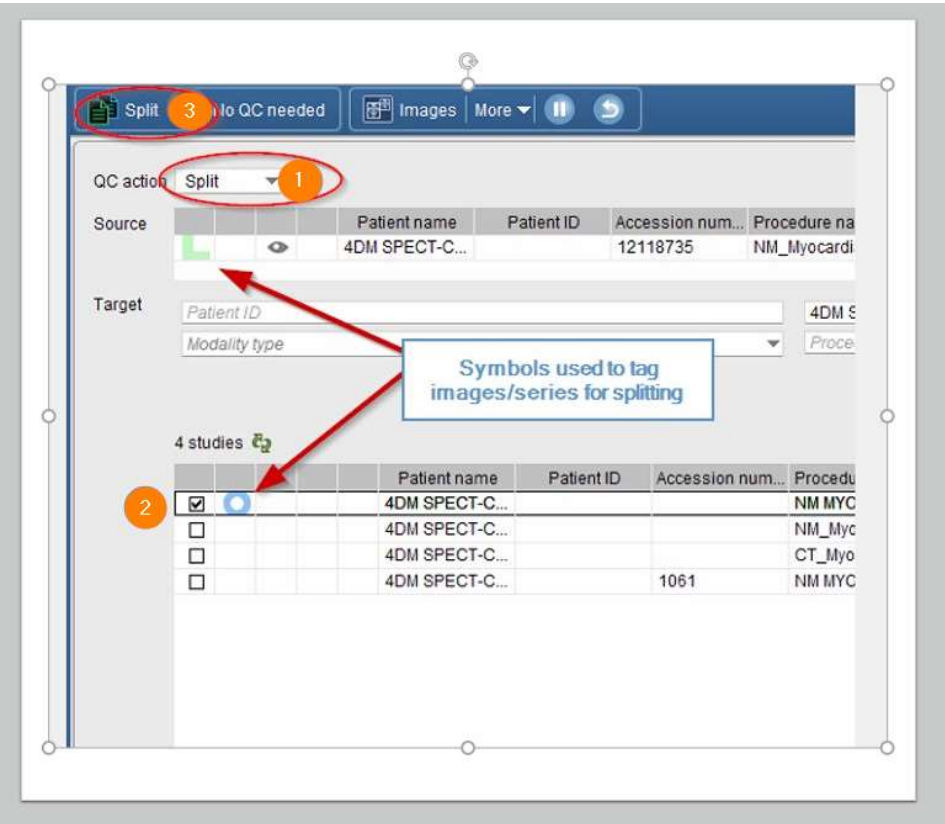 Split 3 No QC needed Images More
QC action Split 1
Source Patient name Patient ID Accession num... Procedure na
4DM SPECT-C... 12118735 NM_Myocardi
Target Patient ID 4DM S
Modality type Proce
Symbols used to tag
images/series for splitting
4 studies
Patient name Patient ID Accession num... Procedu
2 4DM SPECT-C... NM MYC
4DM SPECT-C... NM_Myc
4DM SPECT-C... CT_Myo
4DM SPECT-C... 1061 NM MYC